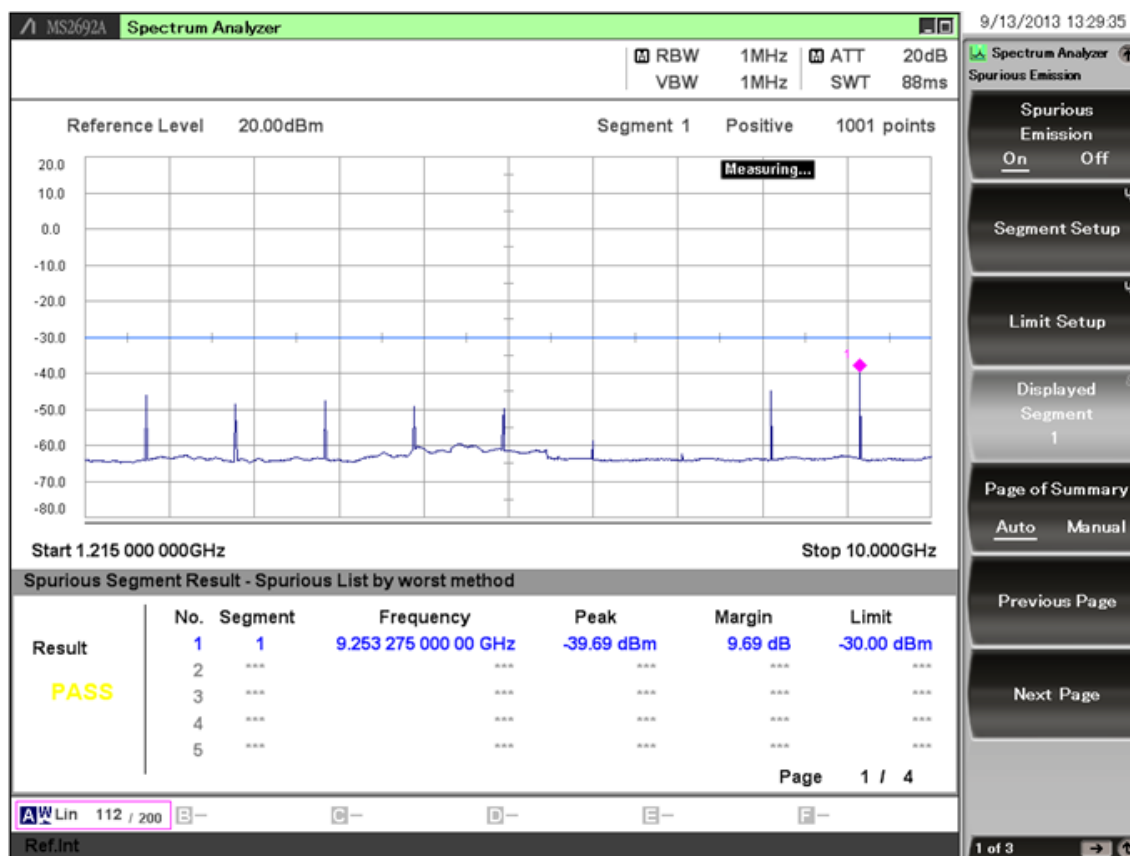 MS2692A Spectrum Analyzer
9/13/2013 13:29:35
M RBW 1MHz M ATT 20dB
VBW 1MHz SWT 88ms
Reference Level 20.00dBm Segment 1 Positive 1001 points
Measuring...
20.0
10.0
0.0
-10.0
-20.0
-30.0
-40.0
-50.0
-60.0
-70.0
-80.0
1
Start 1.215 000 000GHz Stop 10.000GHz
Spurious Segment Result - Spurious List by worst method
No. Segment Frequency Peak Margin Limit
Result
PASS
1 1 9.253 275 000 00 GHz -39.69 dBm 9.69 dB -30.00 dBm
2 *** *** *** *** ***
3 *** *** *** *** ***
4 *** *** *** *** ***
5 *** *** *** *** ***
Page 1 / 4
A W Lin 112 / 200 B-- C-- D-- E-- F--
Ref.Int
Spectrum Analyzer
Spurious Emission
Spurious
Emission
On Off
Segment Setup
Limit Setup
Displayed
Segment
1
Page of Summary
Auto Manual
Previous Page
Next Page
1 of 3